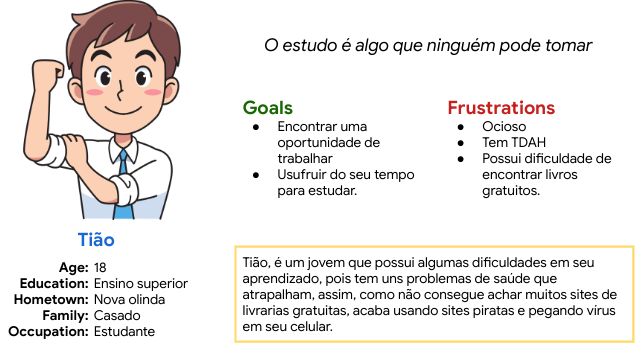 O estudo é algo que ninguém pode tomar
Goals
● Encontrar uma
oportunidade de
trabalhar
● Usufruir do seu tempo
para estudar.
Frustrations
● Ocioso
● Tem TDAH
● Possui dificuldade de
encontrar livros
gratuitos.
Tião
Age: 18
Education: Ensino superior
Hometown: Nova olinda
Family: Casado
Occupation: Estudante
Tião, é um jovem que possui algumas dificuldades em seu
aprendizado, pois tem uns problemas de saúde que
atrapalham, assim, como não consegue achar muitos sites de
livrarias gratuitas, acaba usando sites piratas e pegando vírus
em seu celular.